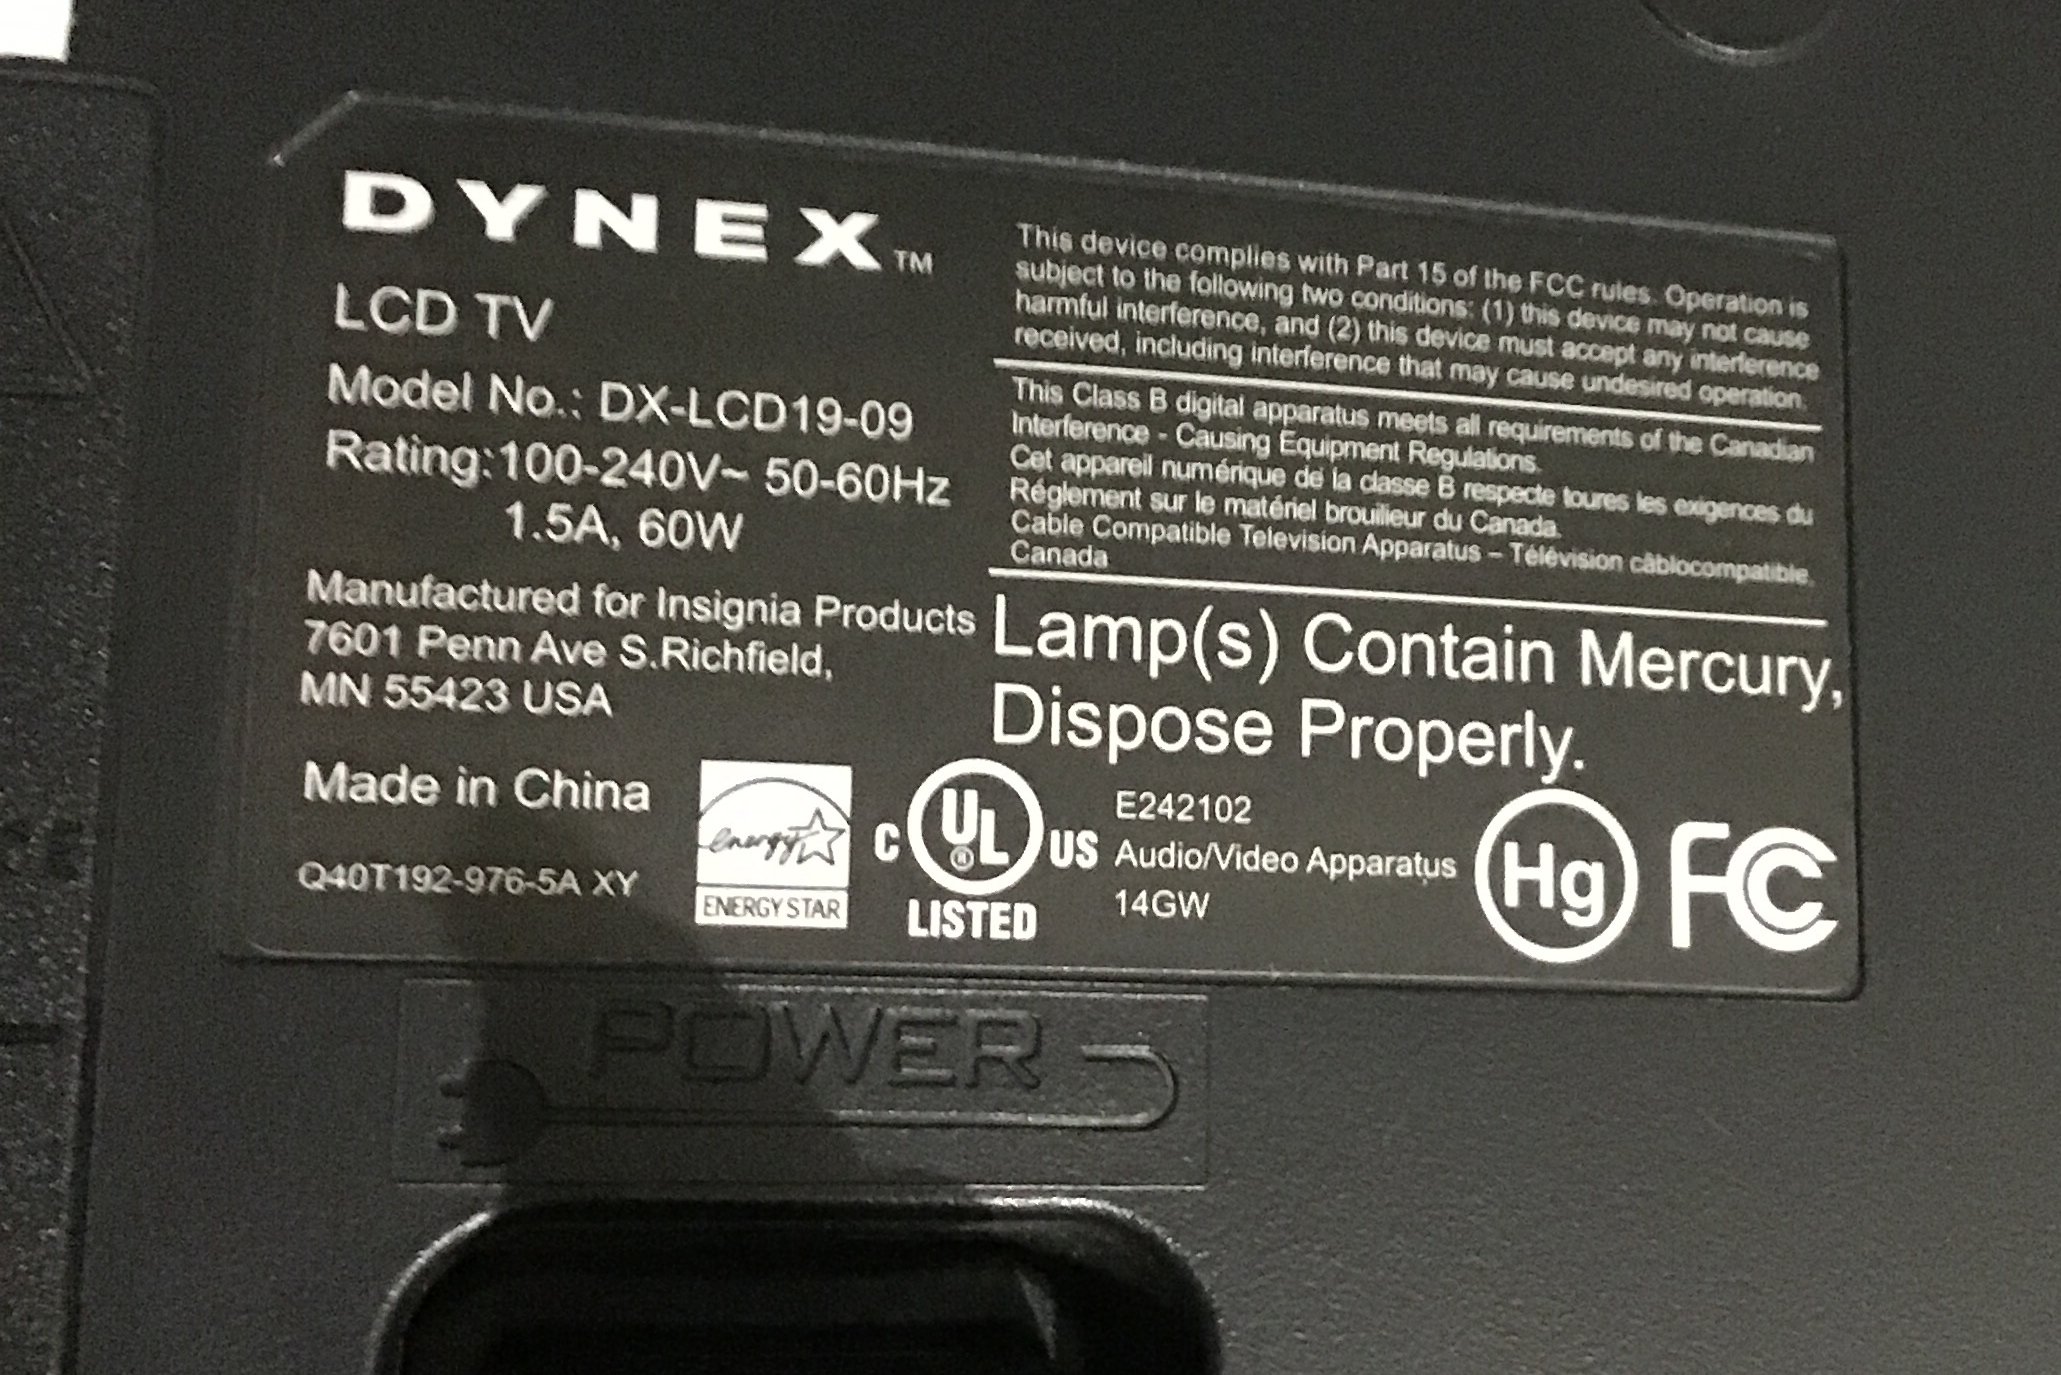 DYNEX™
LCD TV
Model No.: DX-LCD19-09
Rating:100-240V~ 50-60Hz
1.5A, 60W
Manufactured for Insignia Products
7601 Penn Ave S.Richfield,
MN 55423 USA
Made in China
Q40T192-976-5A XY
This device complies with Part 15 of the FCC rules. Operation is
subject to the following two conditions: (1) this device may not cause
harmful interference, and (2) this device must accept any interference
received, including interference that may cause undesired operation.
This Class B digital apparatus meets all requirements of the Canadian
Interference - Causing Equipment Regulations.
Cet appareil numérique de la classe B respecte toures les exigences du
Réglement sur le matériel brouilieur du Canada.
Cable Compatible Television Apparatus – Télévision câblocompatible,
Canada
Lamp(s) Contain Mercury,
Dispose Properly.
energy
ENERGY STAR
C UL® US
LISTED
E242102
Audio/Video Apparatus
14GW
Hg
FCC
POWER